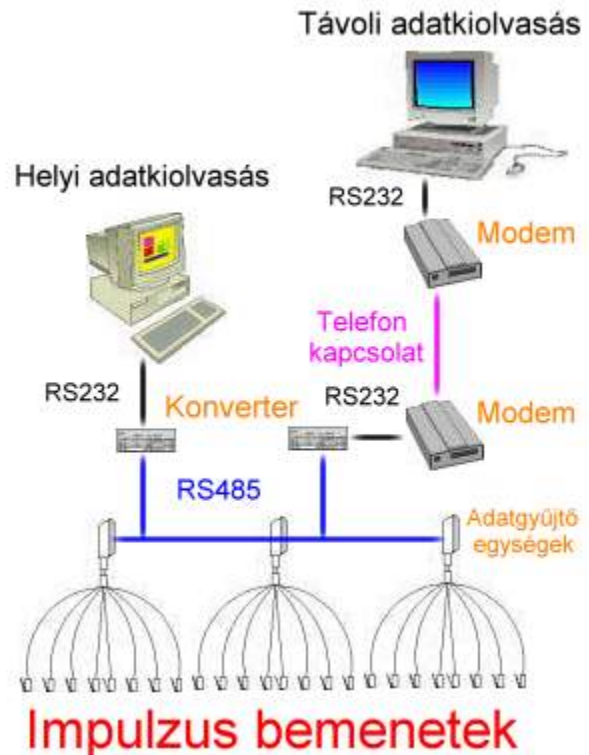 Távoli adatkiolvasás
Helyi adatkiolvasás
RS232
Modem
Telefon
kapcsolat
RS232
Konverter
RS232
Modem
RS485
Adatgyűjtő
egységek
Impulzus bemenetek